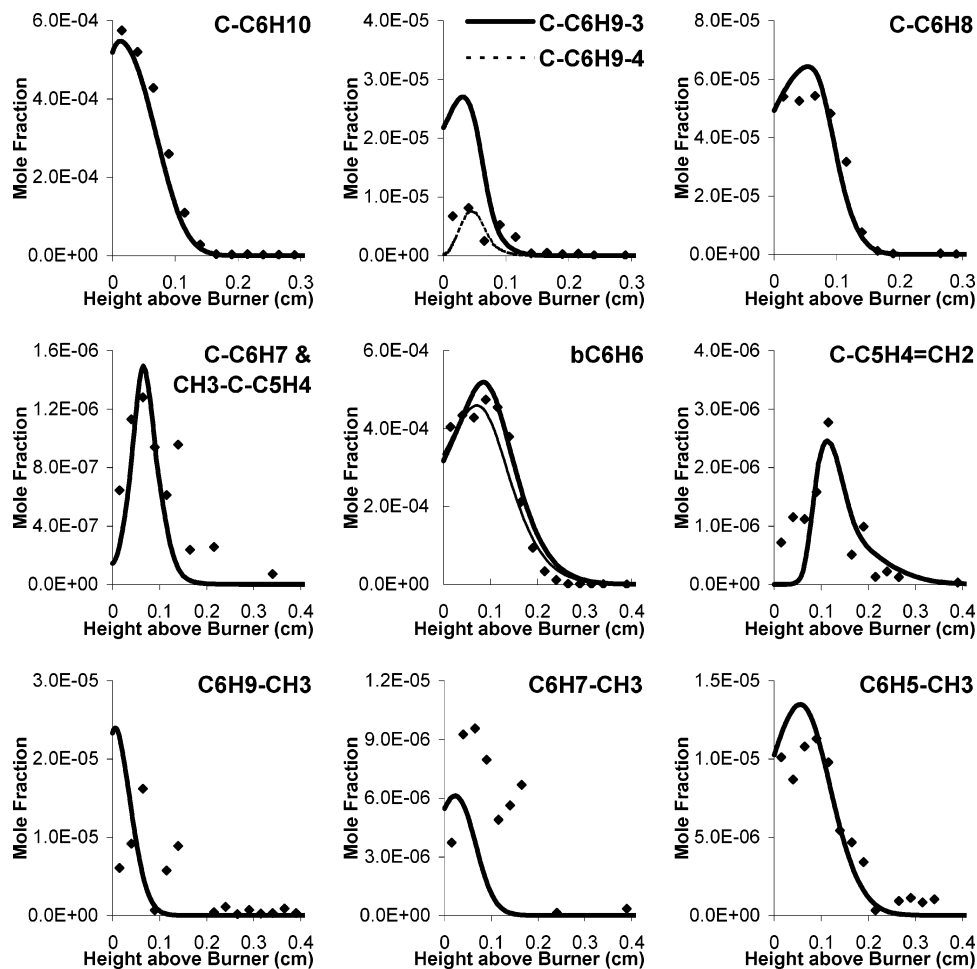 C-C6H10
Mole Fraction
6.0E-04
4.0E-04
2.0E-04
0.0E+00
0 0.1 0.2 0.3
Height above Burner (cm)
C-C6H9-3
C-C6H9-4
Mole Fraction
4.0E-05
3.0E-05
2.0E-05
1.0E-05
0.0E+00
0 0.1 0.2 0.3
Height above Burner (cm)
C-C6H8
Mole Fraction
8.0E-05
6.0E-05
4.0E-05
2.0E-05
0.0E+00
0 0.1 0.2 0.3
Height above Burner (cm)
C-C6H7 &
CH3-C-C5H4
Mole Fraction
1.6E-06
1.2E-06
8.0E-07
4.0E-07
0.0E+00
0 0.1 0.2 0.3 0.4
Height above Burner (cm)
bC6H6
Mole Fraction
6.0E-04
4.0E-04
2.0E-04
0.0E+00
0 0.1 0.2 0.3 0.4
Height above Burner (cm)
C-C5H4=CH2
Mole Fraction
4.0E-06
3.0E-06
2.0E-06
1.0E-06
0.0E+00
0 0.1 0.2 0.3 0.4
Height above Burner (cm)
C6H9-CH3
Mole Fraction
3.0E-05
2.0E-05
1.0E-05
0.0E+00
0 0.1 0.2 0.3 0.4
Height above Burner (cm)
C6H7-CH3
Mole Fraction
1.2E-05
9.0E-06
6.0E-06
3.0E-06
0.0E+00
0 0.1 0.2 0.3 0.4
Height above Burner (cm)
C6H5-CH3
Mole Fraction
1.5E-05
1.0E-05
5.0E-06
0.0E+00
0 0.1 0.2 0.3 0.4
Height above Burner (cm)